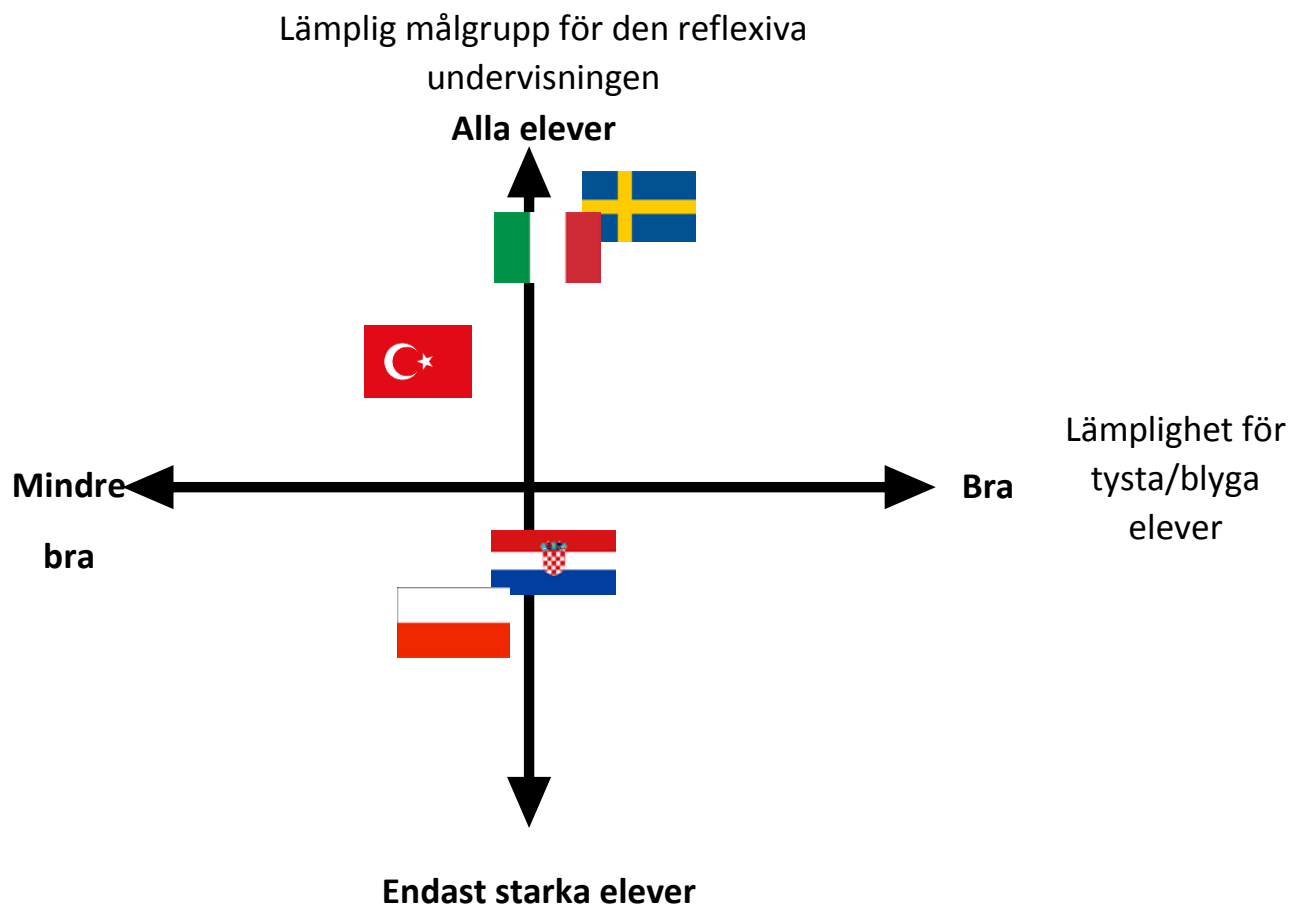 Lämplig målgrupp för den reflexiva
undervisningen
Alla elever
Mindre
bra
Bra
Lämplighet för
tysta/blyga
elever
Endast starka elever